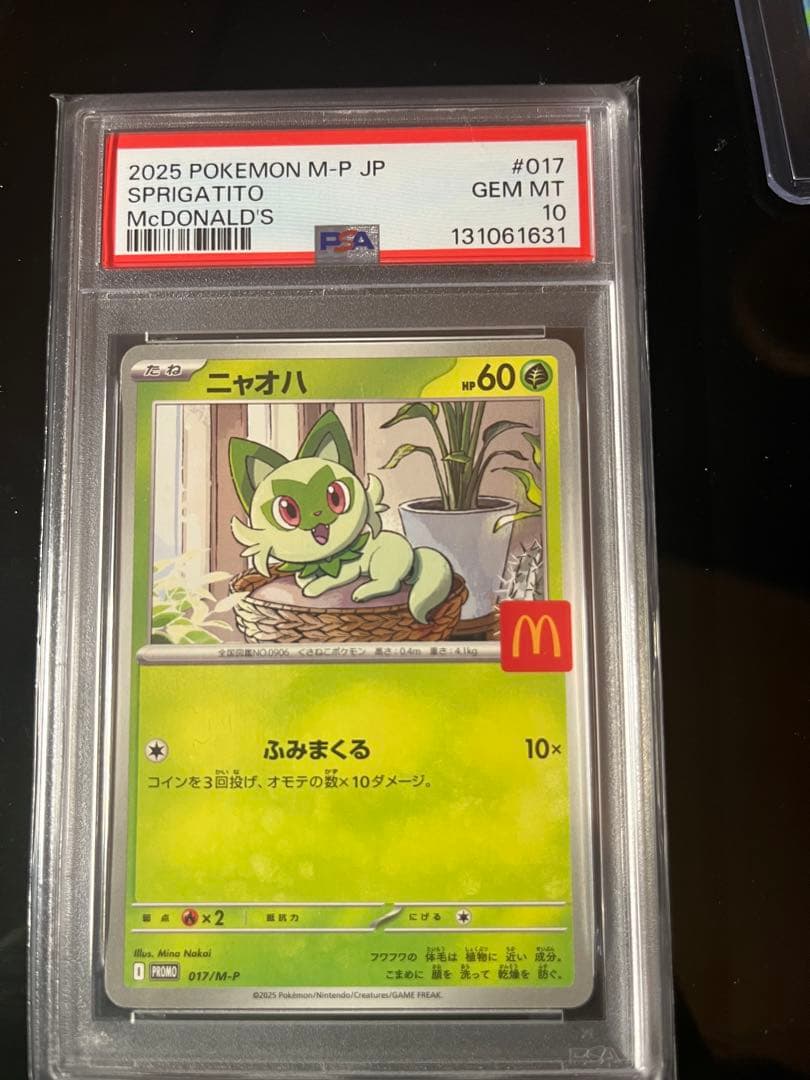 2025 POKEMON M-P JP #017
SPRIGATITO GEM MT
McDONALD'S 10
PSA 131061631
たね ニャオハ HP60
M
全国図鑑NO.0906 くさねこポケモン 高さ:0.4m 重さ:4.1kg
ふみまくる 10×
コインを3回投げ、オモテの数×10ダメージ。
弱点 ×2 抵抗力 にげる
Illus. Mina Nakai
フワフワの体毛は植物に近い成分。
こまめに顔を洗って乾燥を防ぐ。
I PROMO 017/M-P
©2025 Pokémon/Nintendo/Creatures/GAME FREAK.
PSA